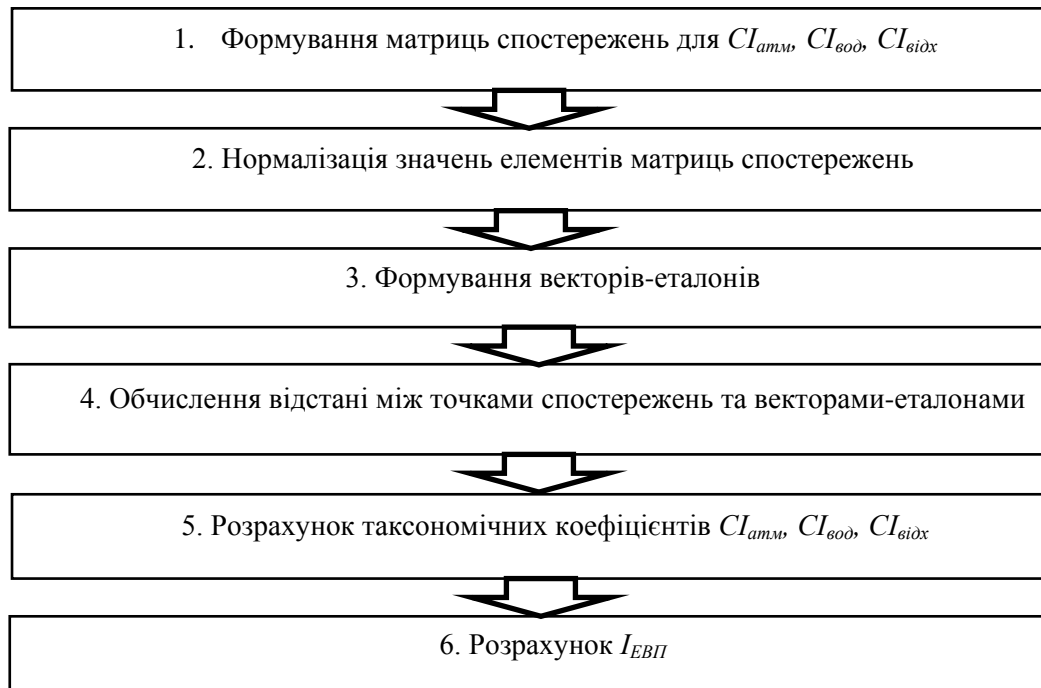 1. Формування матриць спостережень для CIатм, CIвод, CIвідх
2. Нормалізація значень елементів матриць спостережень
3. Формування векторів-еталонів
4. Обчислення відстані між точками спостережень та векторами-еталонами
5. Розрахунок таксономічних коефіцієнтів CIатм, CIвод, CIвідх
6. Розрахунок IЕВП